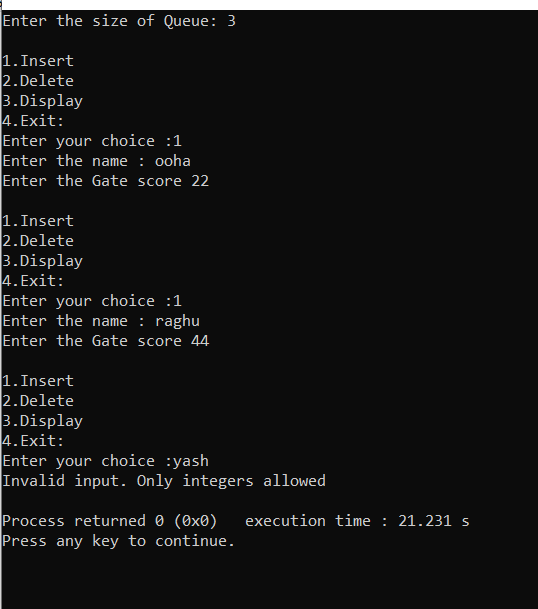 Enter the size of Queue: 3
1.Insert
2.Delete
3.Display
4.Exit:
Enter your choice :1
Enter the name : ooha
Enter the Gate score 22
1.Insert
2.Delete
3.Display
4.Exit:
Enter your choice :1
Enter the name : raghu
Enter the Gate score 44
1.Insert
2.Delete
3.Display
4.Exit:
Enter your choice :yash
Invalid input. Only integers allowed
Process returned 0 (0x0)   execution time : 21.231 s
Press any key to continue.